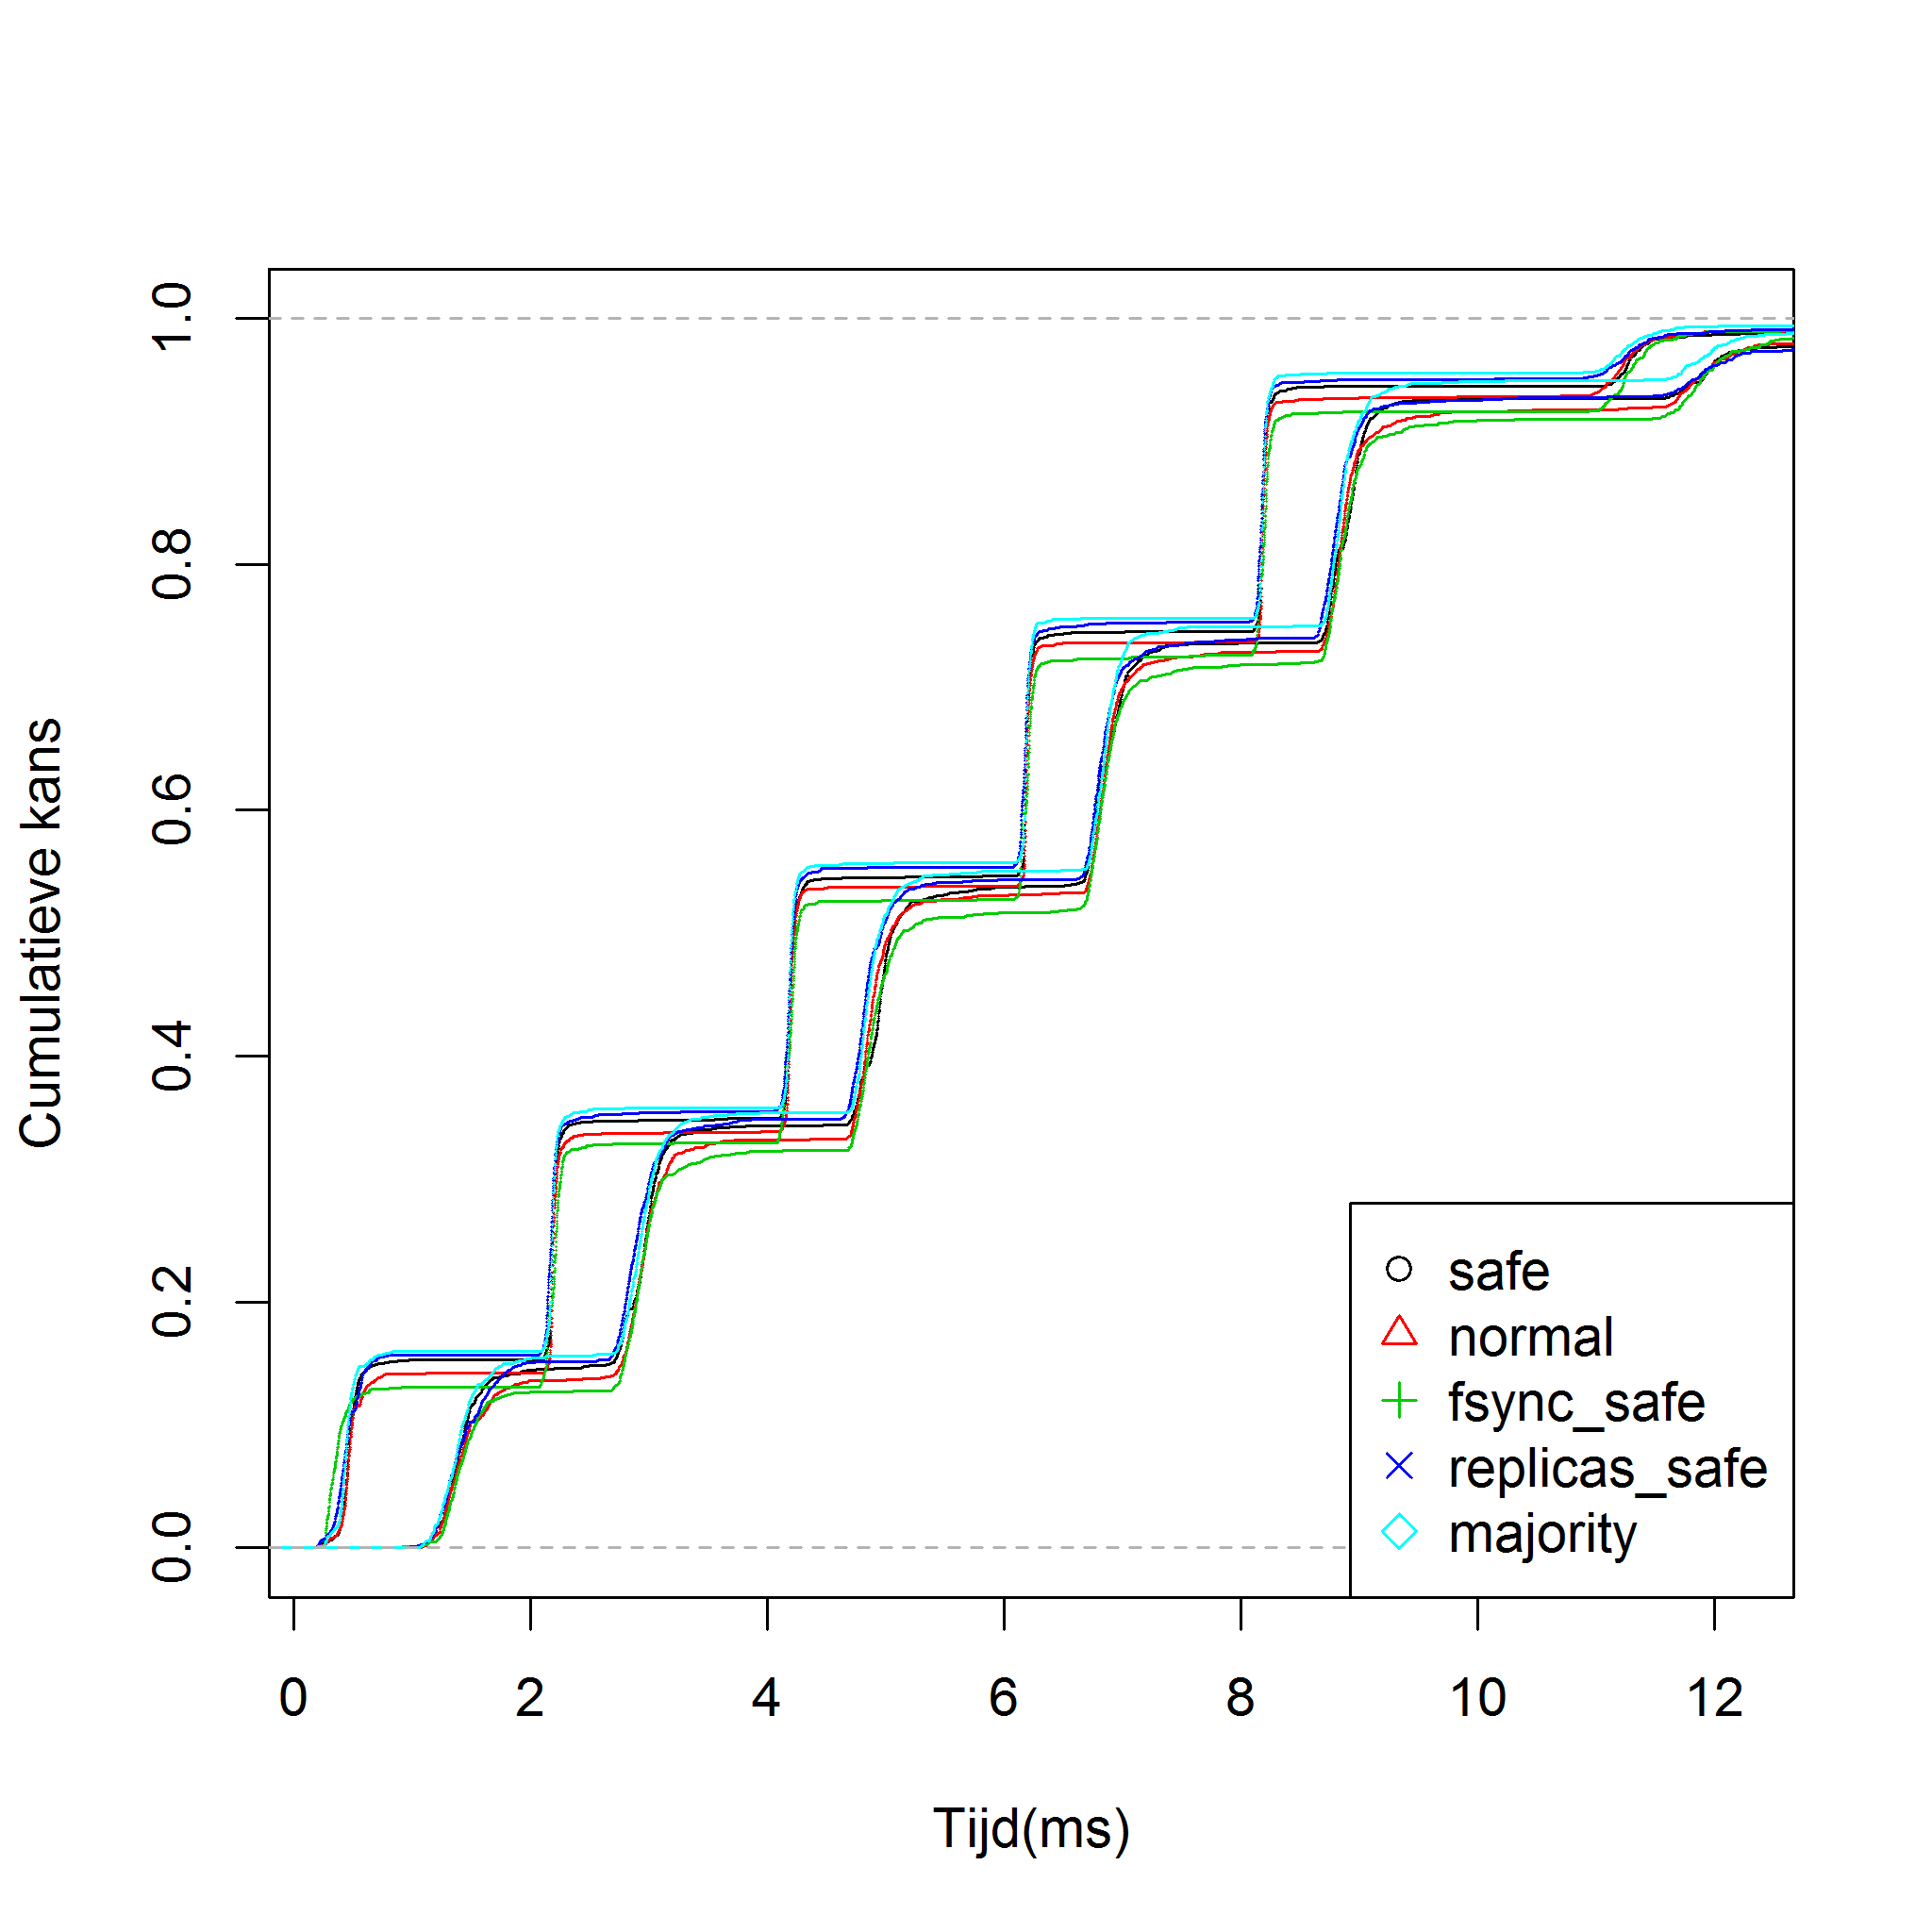 1.0
0.8
0.6
0.4
0.2
0.0
Cumulatieve kans
safe
normal
fsync_safe
replicas_safe
majority
0 2 4 6 8 10 12
Tijd(ms)